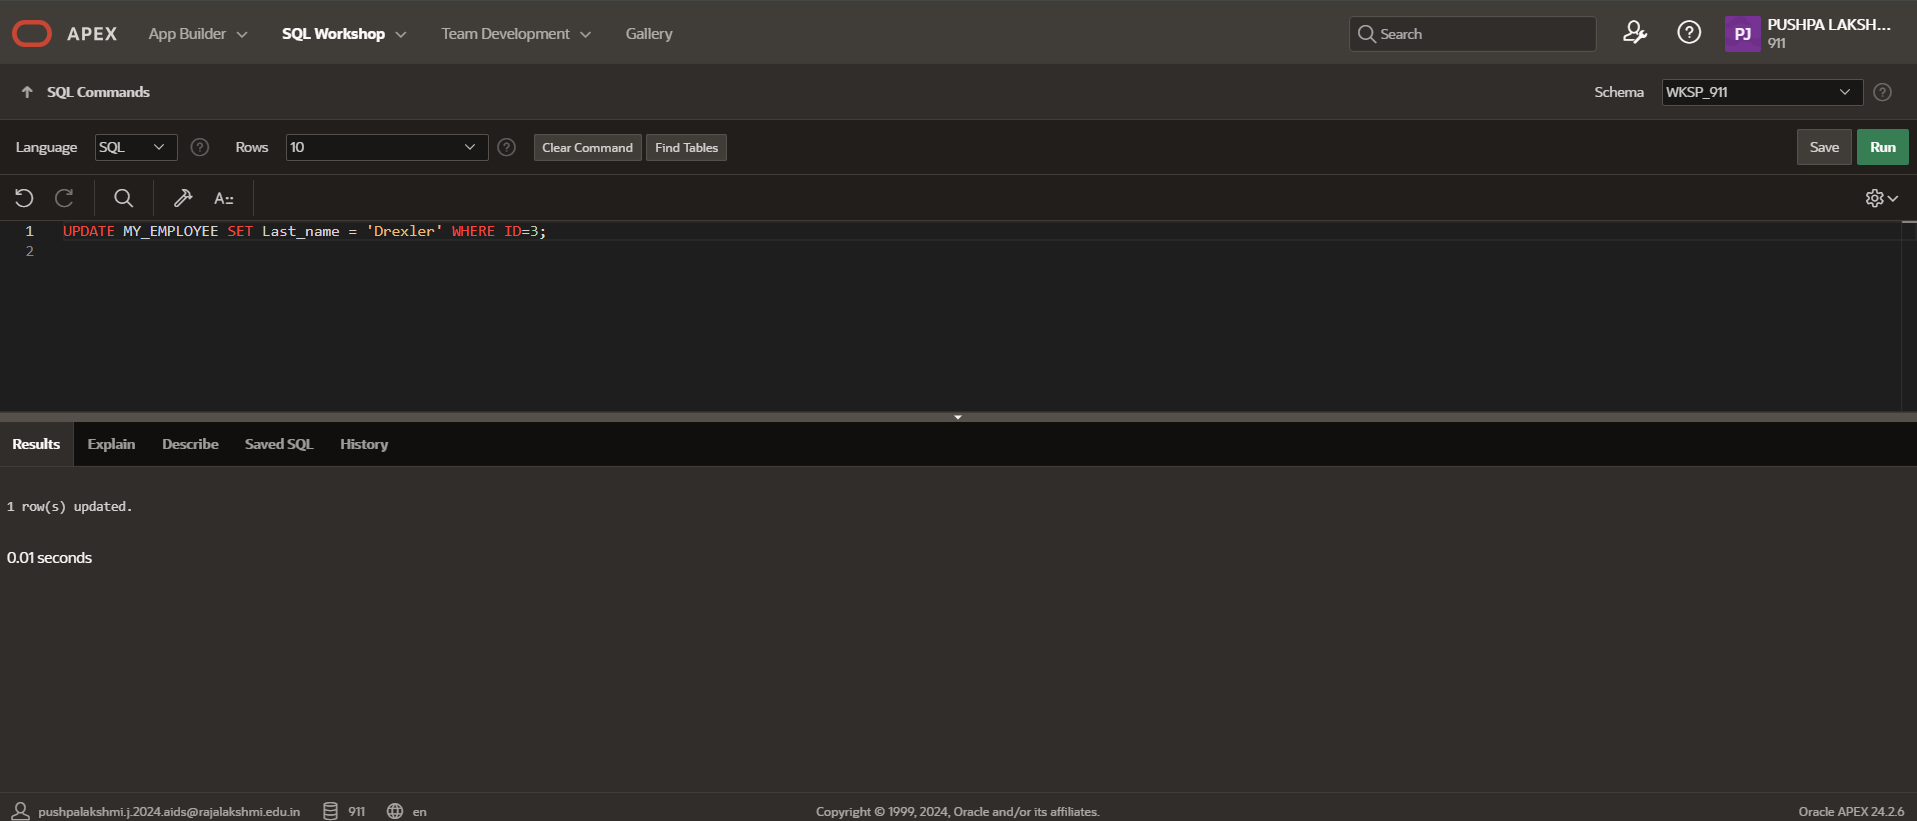 APEX App Builder SQL Workshop Team Development Gallery Search PJ PUSHPA LAKSH...
911
SQL Commands Schema WKSP_911
Language SQL Rows 10 Clear Command Find Tables Save Run
A
1 UPDATE MY_EMPLOYEE SET Last_name = 'Drexler' WHERE ID=3;
2
Results Explain Describe Saved SQL History
1 row(s) updated.
0.01 seconds
pushpalakshmi.j.2024.aids@rajalakshmi.edu.in 911 en Copyright © 1999, 2024, Oracle and/or its affiliates. Oracle APEX 24.2.6